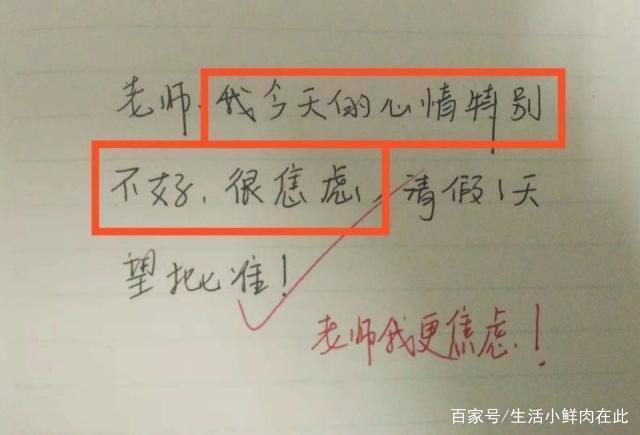 老师,我今天的心情特别
不好,很焦虑,请假1天
望批准!
老师我更焦虑!
百家号/生活小鲜肉在此